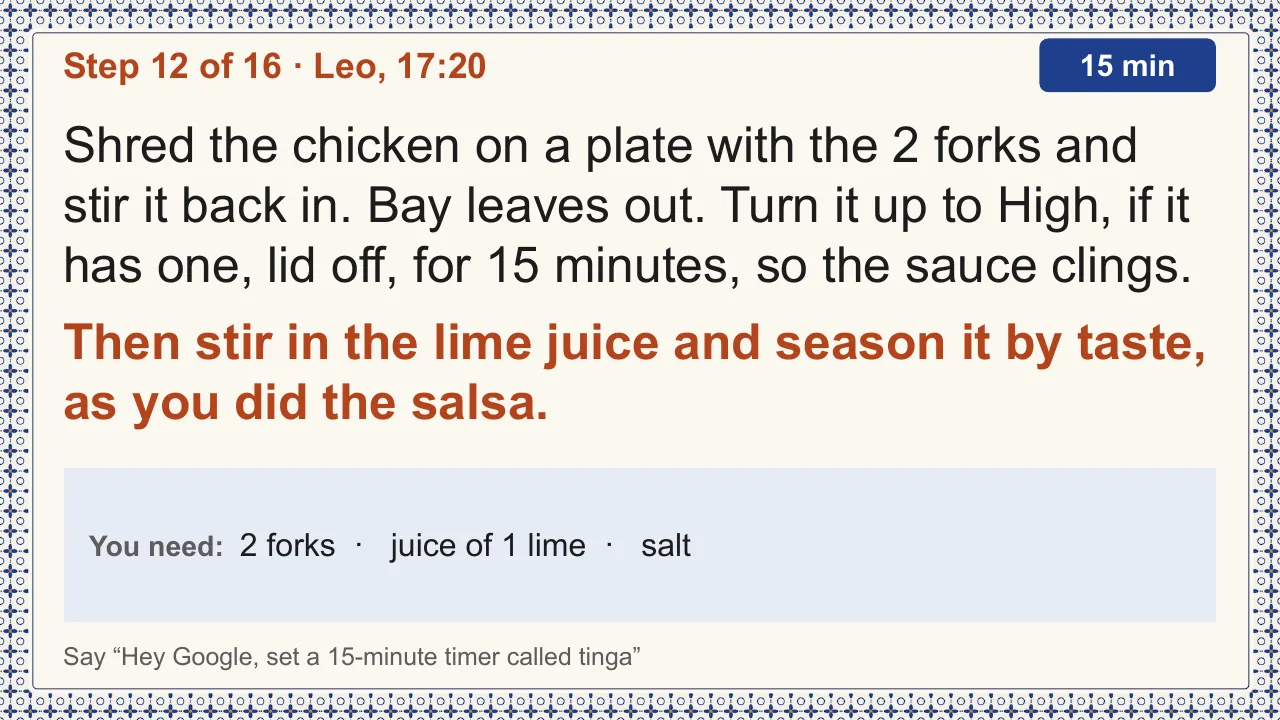 Step 12 of 16 · Leo, 17:20
15 min
Shred the chicken on a plate with the 2 forks and
stir it back in. Bay leaves out. Turn it up to High, if it
has one, lid off, for 15 minutes, so the sauce clings.
Then stir in the lime juice and season it by taste,
as you did the salsa.
You need: 2 forks · juice of 1 lime · salt
Say “Hey Google, set a 15-minute timer called tinga”